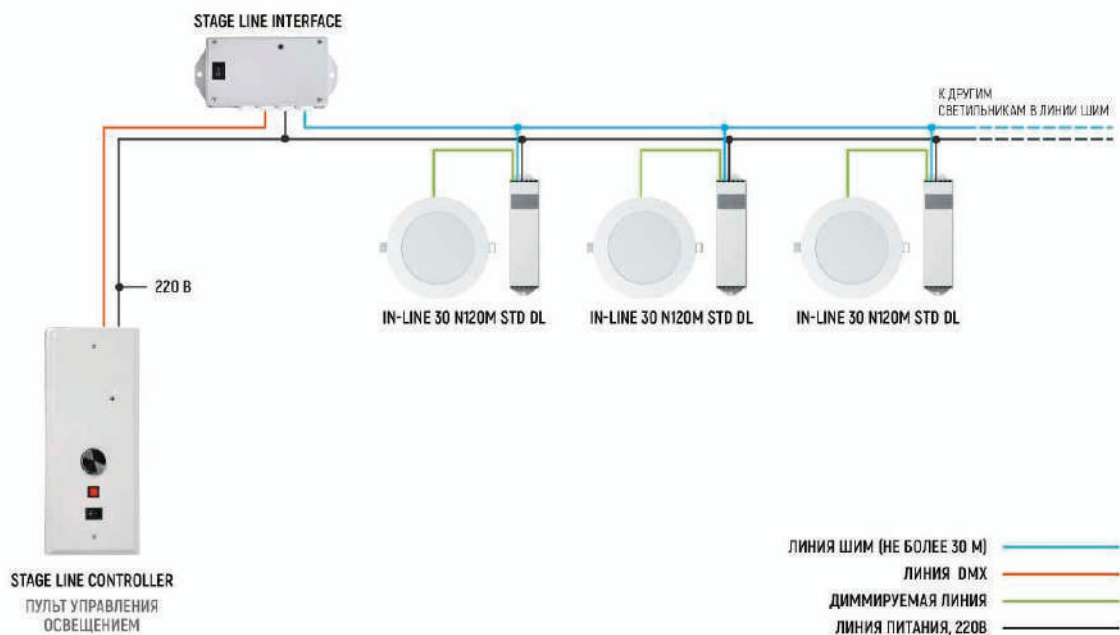 STAGE LINE INTERFACE
К ДРУГИМ
СВЕТИЛЬНИКАМ В ЛИНИИ ШИМ
220 В
IN-LINE 30 N120M STD DL
IN-LINE 30 N120M STD DL
IN-LINE 30 N120M STD DL
STAGE LINE CONTROLLER
ПУЛЬТ УПРАВЛЕНИЯ
ОСВЕЩЕНИЕМ
ЛИНИЯ ШИМ (НЕ БОЛЕЕ 30 М)
ЛИНИЯ DMX
ДИММИРУЕМАЯ ЛИНИЯ
ЛИНИЯ ПИТАНИЯ, 220В